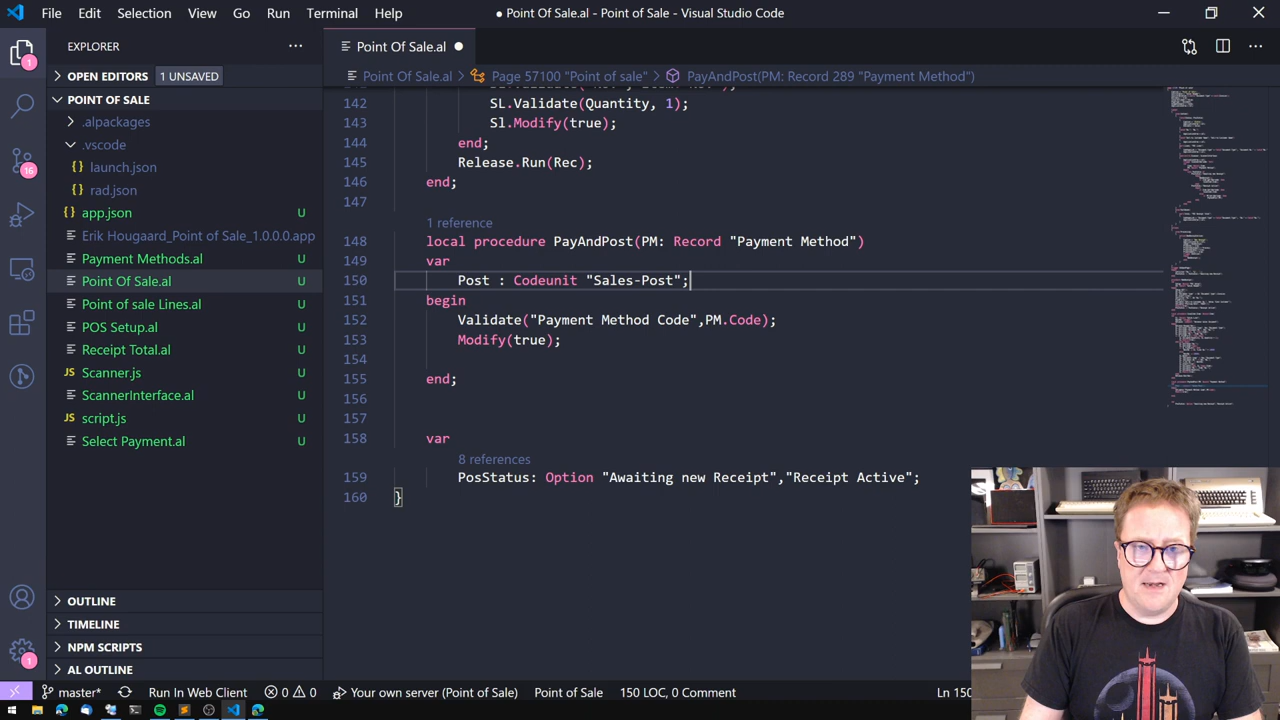 File Edit Selection View Go Run Terminal Help
● Point Of Sale.al - Point of Sale - Visual Studio Code
EXPLORER
OPEN EDITORS 1 UNSAVED
POINT OF SALE
.alpackages
.vscode
launch.json
rad.json
app.json U
Erik Hougaard_Point of Sale_1.0.0.0.app
Payment Methods.al U
Point Of Sale.al U
Point of sale Lines.al U
POS Setup.al U
Receipt Total.al U
JS Scanner.js U
ScannerInterface.al U
JS script.js U
Select Payment.al U
OUTLINE
TIMELINE
NPM SCRIPTS
AL OUTLINE
1
16
1
Point Of Sale.al
Point Of Sale.al > Page 57100 "Point of sale" > PayAndPost(PM: Record 289 "Payment Method")
142 SL.Validate(Quantity, 1);
143 Sl.Modify(true);
144 end;
145 Release.Run(Rec);
146 end;
147
1 reference
148 local procedure PayAndPost(PM: Record "Payment Method")
149 var
150 Post : Codeunit "Sales-Post";
151 begin
152 Validate("Payment Method Code",PM.Code);
153 Modify(true);
154
155 end;
156
157
158 var
8 references
159 PosStatus: Option "Awaiting new Receipt","Receipt Active";
160 }
master* Run In Web Client 0 0 Your own server (Point of Sale) Point of Sale 150 LOC, 0 Comment Ln 150